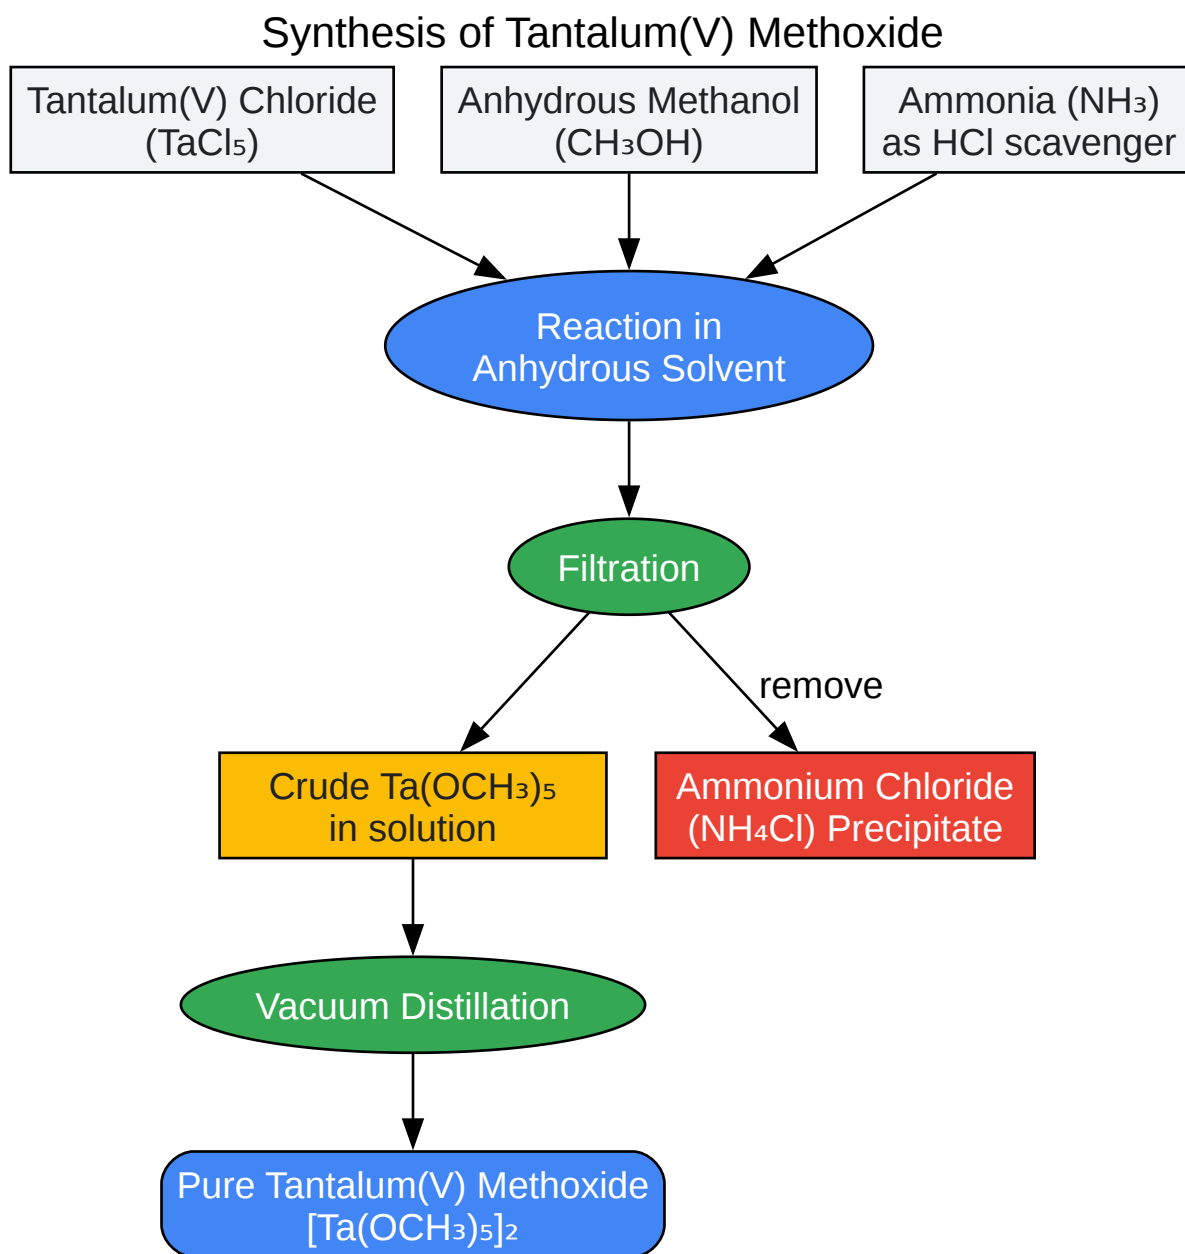 Synthesis of Tantalum(V) Methoxide
Tantalum(V) Chloride
(TaCl₅)
Anhydrous Methanol
(CH₃OH)
Ammonia (NH₃)
as HCl scavenger
Reaction in
Anhydrous Solvent
Filtration
remove
Crude Ta(OCH₃)₅
in solution
Ammonium Chloride
(NH₄Cl) Precipitate
Vacuum Distillation
Pure Tantalum(V) Methoxide
[Ta(OCH₃)₅]₂